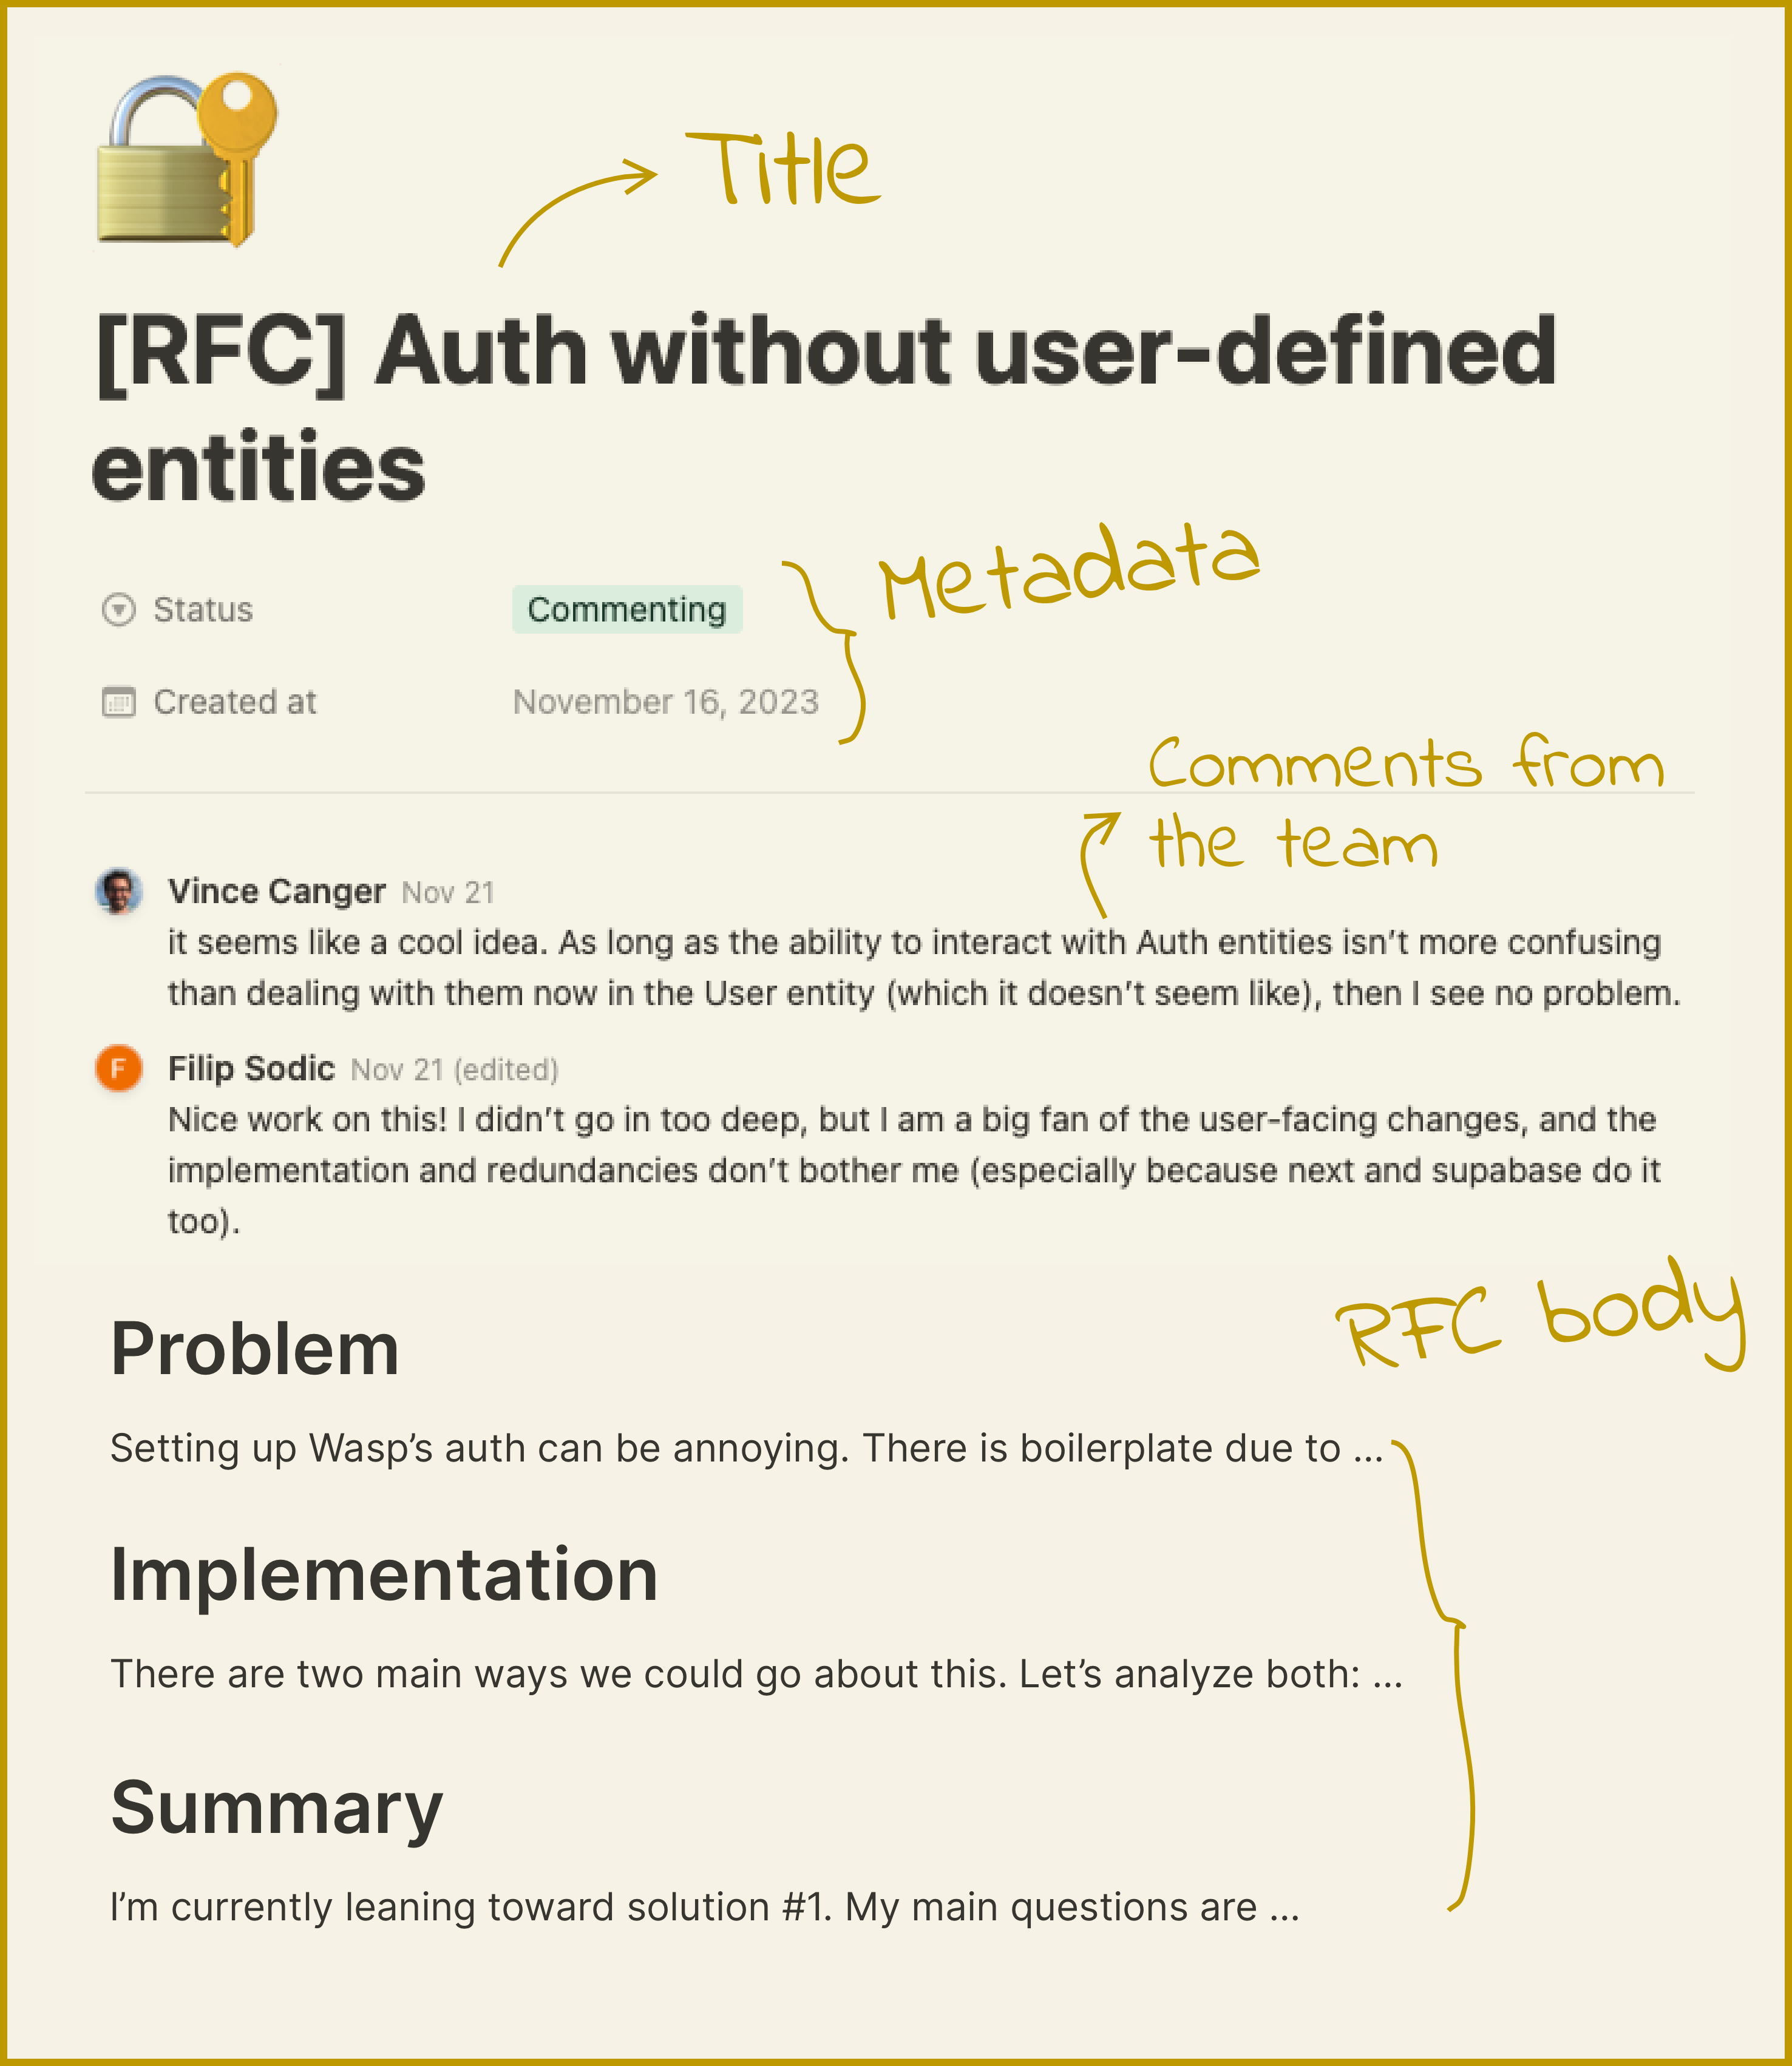 Title
[RFC] Auth without user-defined
entities
Metadata
Status Commenting
Created at November 16, 2023
Comments from
the team
Vince Canger Nov 21
it seems like a cool idea. As long as the ability to interact with Auth entities isn’t more confusing
than dealing with them now in the User entity (which it doesn’t seem like), then I see no problem.
F Filip Sodic Nov 21 (edited)
Nice work on this! I didn’t go in too deep, but I am a big fan of the user-facing changes, and the
implementation and redundancies don’t bother me (especially because next and supabase do it
too).
RFC body
Problem
Setting up Wasp’s auth can be annoying. There is boilerplate due to ...
Implementation
There are two main ways we could go about this. Let’s analyze both: ...
Summary
I’m currently leaning toward solution #1. My main questions are ...